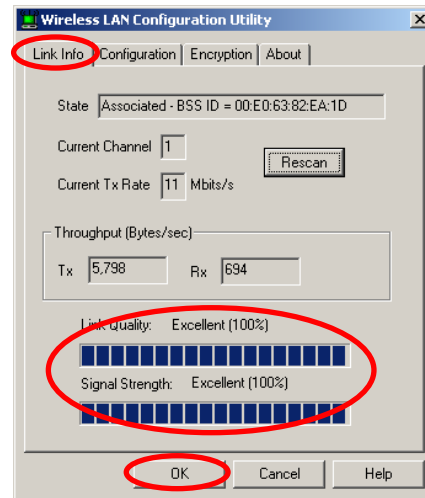 Wireless LAN Configuration Utility
Link Info Configuration Encryption About
State Associated - BSS ID = 00:E0:63:82:EA:1D
Current Channel 1
Rescan
Current Tx Rate 11 Mbits/s
Throughput (Bytes/sec)
Tx 5,798 Rx 694
Link Quality: Excellent (100%)
Signal Strength: Excellent (100%)
OK Cancel Help